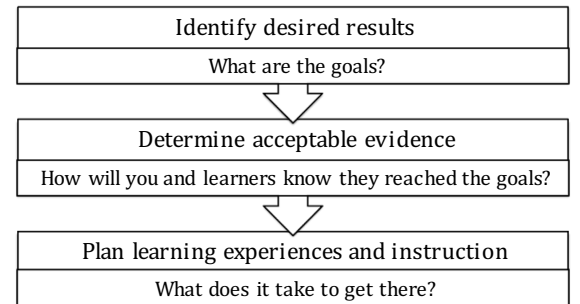 Identify desired results
What are the goals?
Determine acceptable evidence
How will you and learners know they reached the goals?
Plan learning experiences and instruction
What does it take to get there?